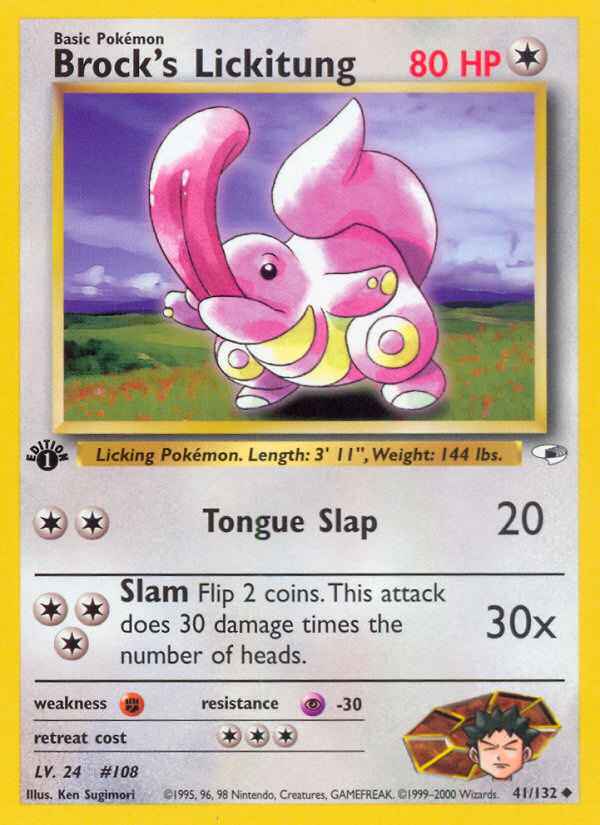 Basic Pokémon
Brock's Lickitung 80 HP
EDITION
1
Licking Pokémon. Length: 3' 11", Weight: 144 lbs.
Tongue Slap 20
Slam Flip 2 coins. This attack
does 30 damage times the
number of heads.
30x
weakness resistance -30
retreat cost
LV. 24 #108
Illus. Ken Sugimori ©1995, 96, 98 Nintendo, Creatures, GAMEFREAK. ©1999–2000 Wizards. 41/132